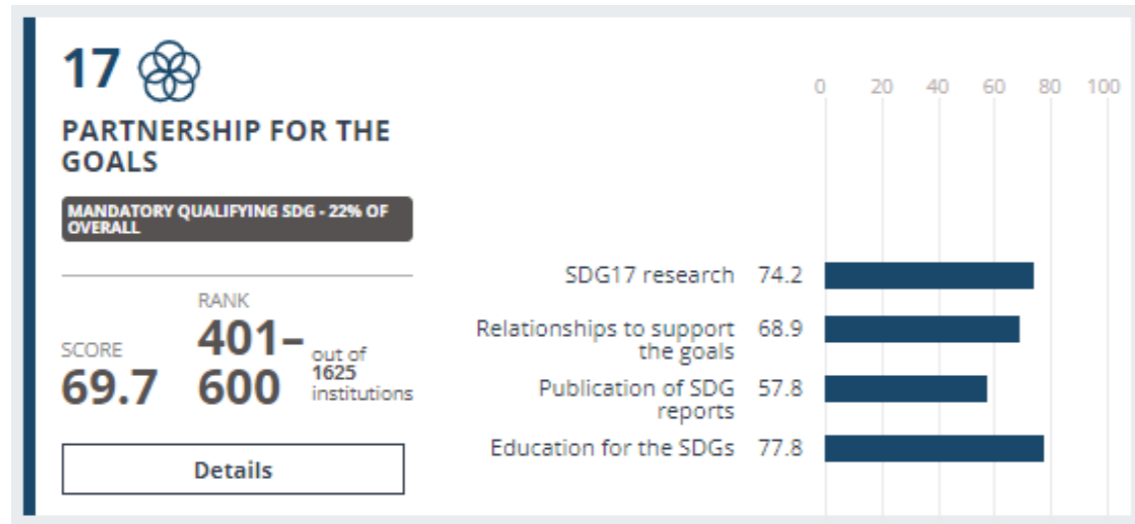 17
PARTNERSHIP FOR THE
GOALS
MANDATORY QUALIFYING SDG - 22% OF
OVERALL
SCORE
69.7
RANK
401–
600
out of
1625
institutions
Details
0 20 40 60 80 100
SDG17 research 74.2
Relationships to support 68.9
the goals
Publication of SDG 57.8
reports
Education for the SDGs 77.8